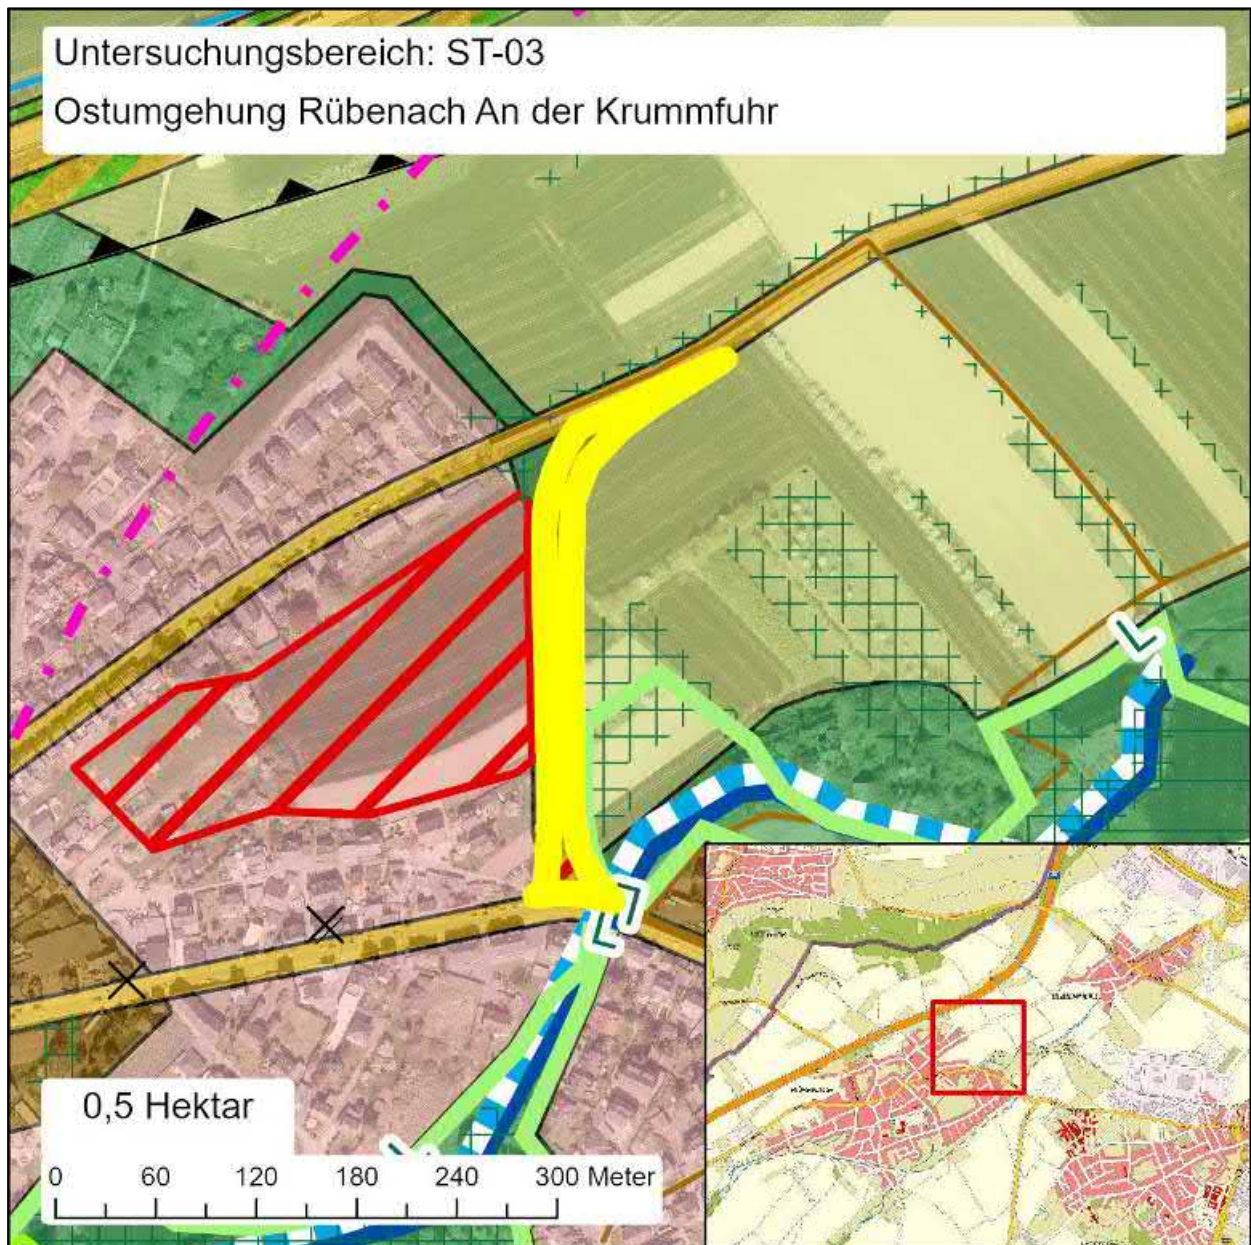 Untersuchungsbereich: ST-03
Ostumgehung Rübenach An der Krummfuhr
0,5 Hektar
0 60 120 180 240 300 Meter